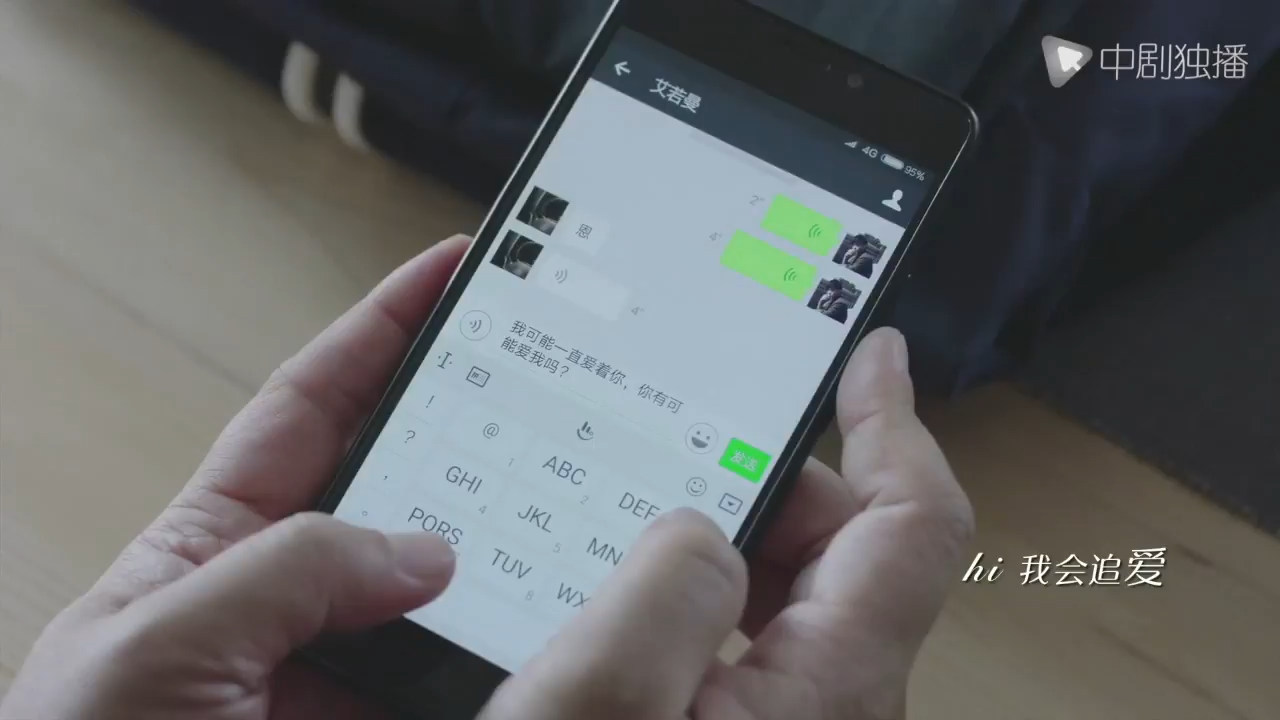 中剧独播
艾若曼
4G 95%
2"
恩
4"
4"
我可能一直爱着你，你有可
能爱我吗？
发送
!
@
1
ABC
2
DEF
?
GHI
4
JKL
5
MN
,
PQRS
TUV
8
WX
。
hi 我会追爱